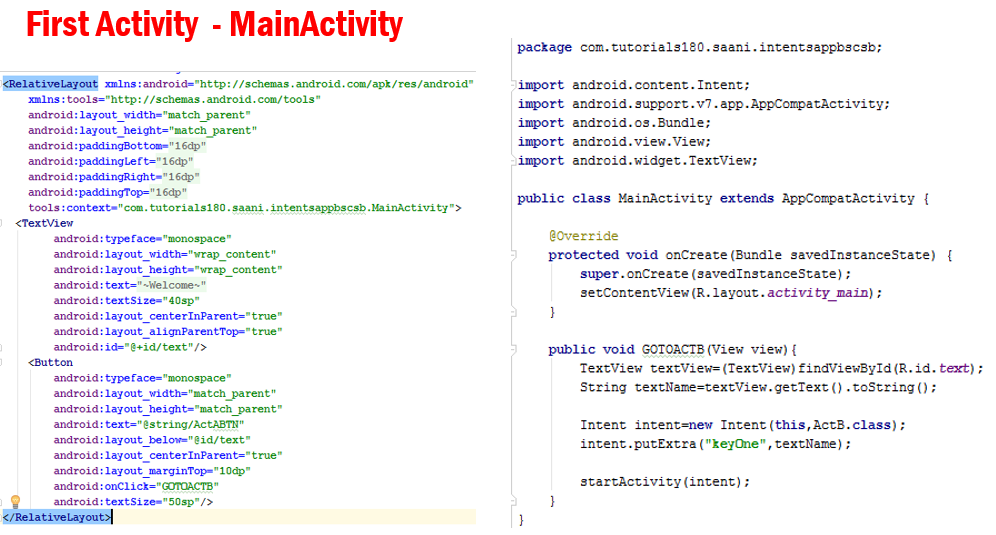 First Activity - MainActivity
<RelativeLayout xmlns:android="http://schemas.android.com/apk/res/android"
xmlns:tools="http://schemas.android.com/tools"
android:layout_width="match_parent"
android:layout_height="match_parent"
android:paddingBottom="16dp"
android:paddingLeft="16dp"
android:paddingRight="16dp"
android:paddingTop="16dp"
tools:context="com.tutorials180.saani.intentsappbscsb.MainActivity">
<TextView
android:typeface="monospace"
android:layout_width="wrap_content"
android:layout_height="wrap_content"
android:text="~Welcome~"
android:textSize="40sp"
android:layout_centerInParent="true"
android:layout_alignParentTop="true"
android:id="@+id/text"/>
<Button
android:typeface="monospace"
android:layout_width="match_parent"
android:layout_height="match_parent"
android:text="@string/ActABTN"
android:layout_below="@id/text"
android:layout_centerInParent="true"
android:layout_marginTop="10dp"
android:onClick="GOTOACTB"
android:textSize="50sp"/>
</RelativeLayout>
package com.tutorials180.saani.intentsappbscsb;
import android.content.Intent;
import android.support.v7.app.AppCompatActivity;
import android.os.Bundle;
import android.view.View;
import android.widget.TextView;
public class MainActivity extends AppCompatActivity {
@Override
protected void onCreate(Bundle savedInstanceState) {
super.onCreate(savedInstanceState);
setContentView(R.layout.activity_main);
}
public void GOTOACTB(View view){
TextView textView=(TextView)findViewById(R.id.text);
String textName=textView.getText().toString();
Intent intent=new Intent(this,ActB.class);
intent.putExtra("keyOne",textName);
startActivity(intent);
}
}